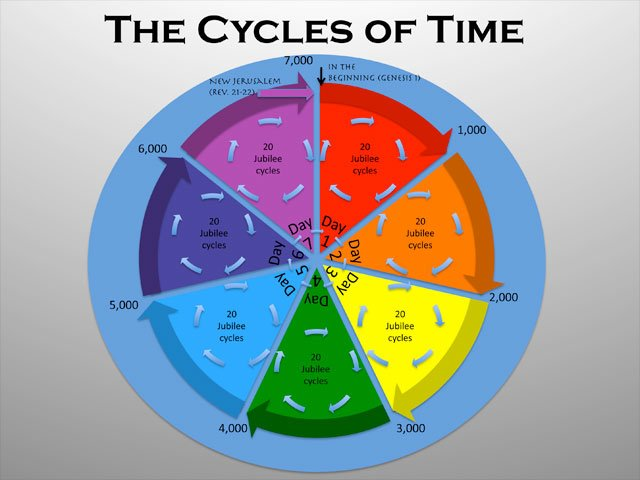 THE CYCLES OF TIME
7,000
IN THE
BEGINNING (GENESIS 1)
NEW JERUSALEM
(REV. 21-22)
1,000
2,000
3,000
4,000
5,000
6,000
20
Jubilee
cycles
Day 1
20
Jubilee
cycles
Day 2
20
Jubilee
cycles
Day 3
20
Jubilee
cycles
Day 4
20
Jubilee
cycles
Day 5
20
Jubilee
cycles
Day 6
20
Jubilee
cycles
Day 7